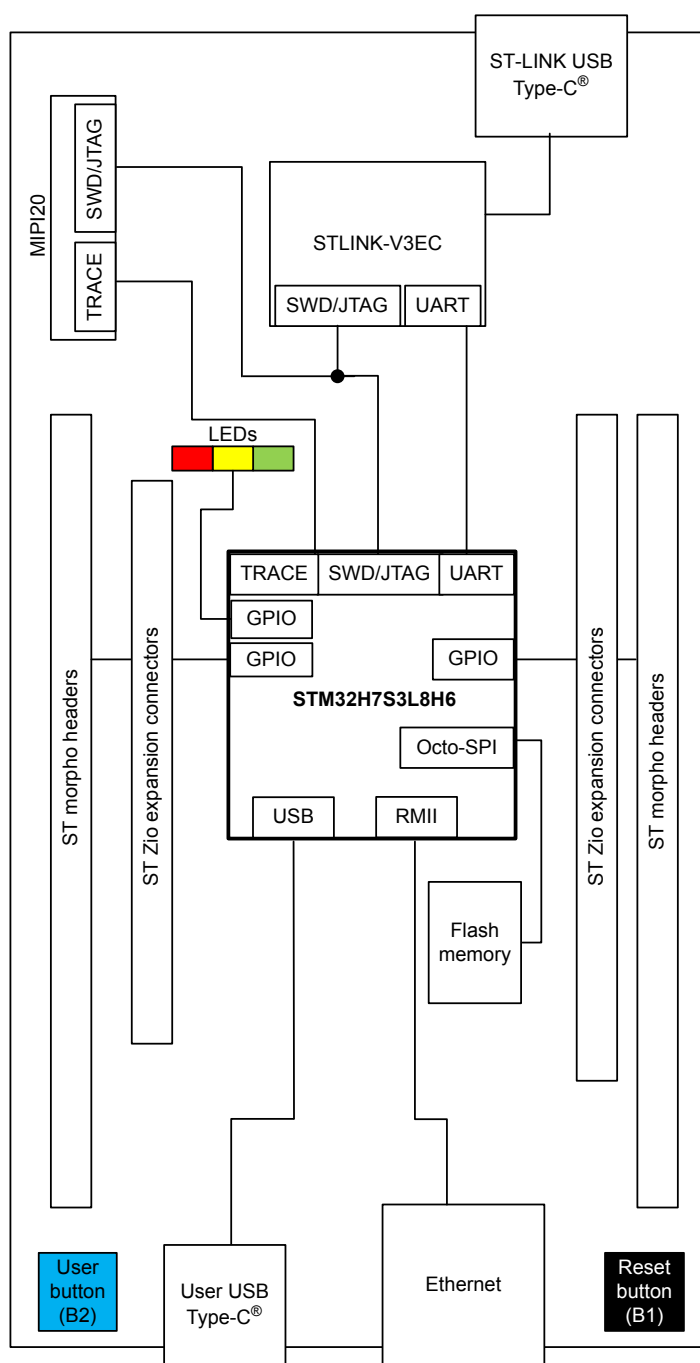 ST-LINK USB
Type-C®
MIPI20
SWD/JTAG
TRACE
STLINK-V3EC
SWD/JTAG
UART
LEDs
TRACE
SWD/JTAG
UART
GPIO
GPIO
GPIO
STM32H7S3L8H6
Octo-SPI
USB
RMII
ST morpho headers
ST Zio expansion connectors
ST Zio expansion connectors
ST morpho headers
Flash
memory
User
button
(B2)
User USB
Type-C®
Ethernet
Reset
button
(B1)